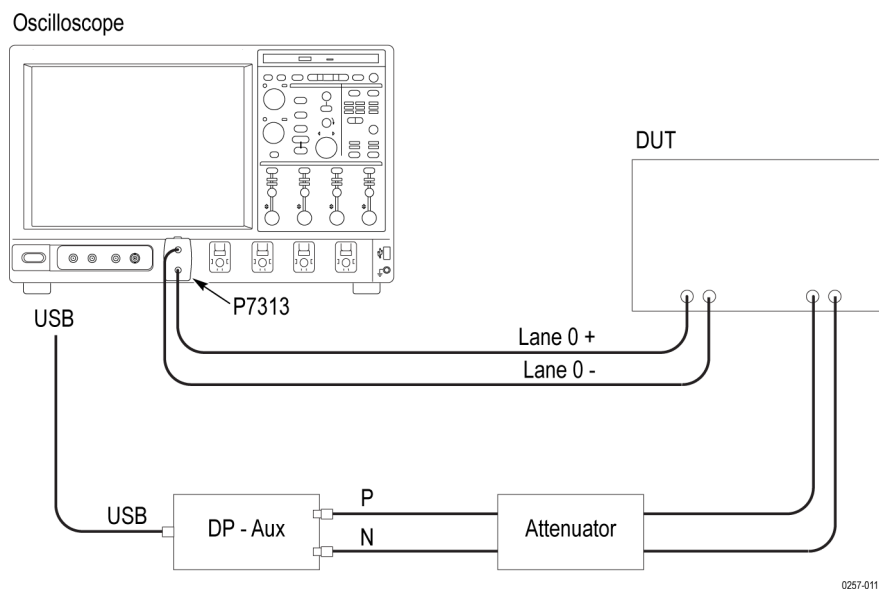 Oscilloscope
DUT
P7313
USB
Lane 0 +
Lane 0 -
USB
DP - Aux
P
N
Attenuator
0257-011